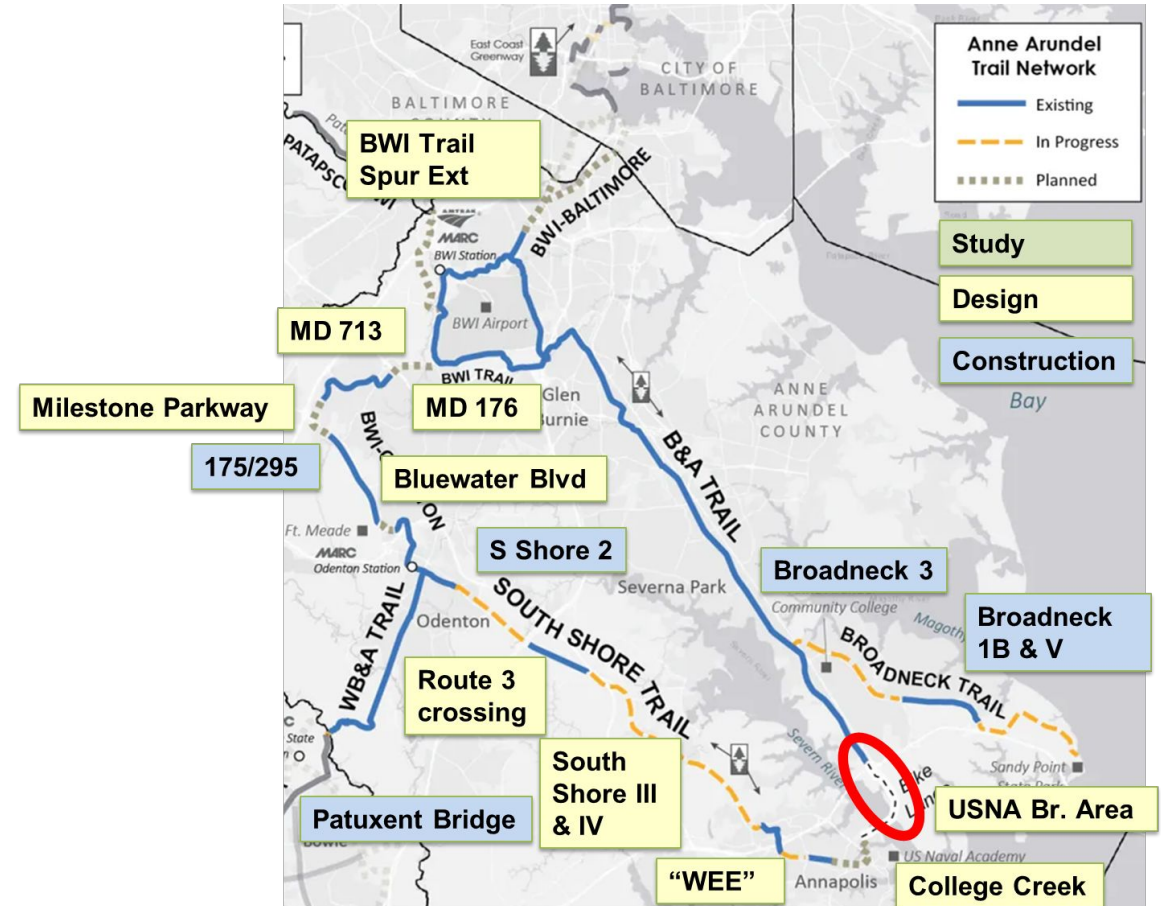 East Coast
Greenway
CITY OF
BALTIMORE
Anne Arundel
Trail Network
Existing
In Progress
Planned
BALTIMORE
BWI Trail
Spur Ext
BWI-BALTIMORE
AMTRAK
MARC
BWI Station
Study
Design
Construction
Bay
MD 713
BWI Airport
BWI TRAIL
Glen
MD 176
Milestone Parkway
ANNE
ARUNDEL
COUNTY
175/295
Bluewater Blvd
B&A TRAIL
Ft. Meade
MARC
Odenton Station
S Shore 2
Severna Park
Broadneck 3
Community College
Broadneck
1B & V
Odenton
SOUTH SHORE TRAIL
WB&A TRAIL
BROADNECK TRAIL
Route 3
crossing
State
Severn River
South
Shore III
& IV
Bike
Sandy Point
USNA Br. Area
Patuxent Bridge
US Naval Academy
"WEE"
Annapolis
College Creek